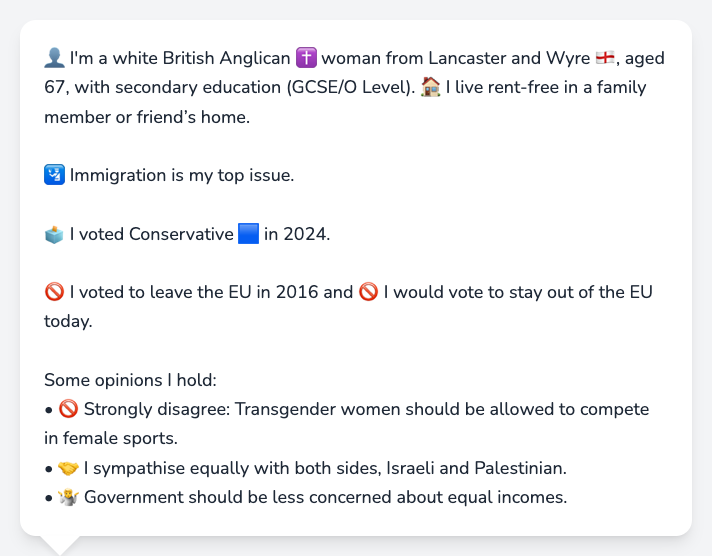 👤 I'm a white British Anglican ✝️ woman from Lancaster and Wyre 🏴󠁧󠁢󠁥󠁮󠁧󠁿, aged
67, with secondary education (GCSE/O Level). 🏠 I live rent-free in a family
member or friend’s home.
🛂 Immigration is my top issue.
🗳️ I voted Conservative 🟦 in 2024.
🚫 I voted to leave the EU in 2016 and 🚫 I would vote to stay out of the EU
today.
Some opinions I hold:
• 🚫 Strongly disagree: Transgender women should be allowed to compete
in female sports.
• 🤝 I sympathise equally with both sides, Israeli and Palestinian.
• 🤷 Government should be less concerned about equal incomes.